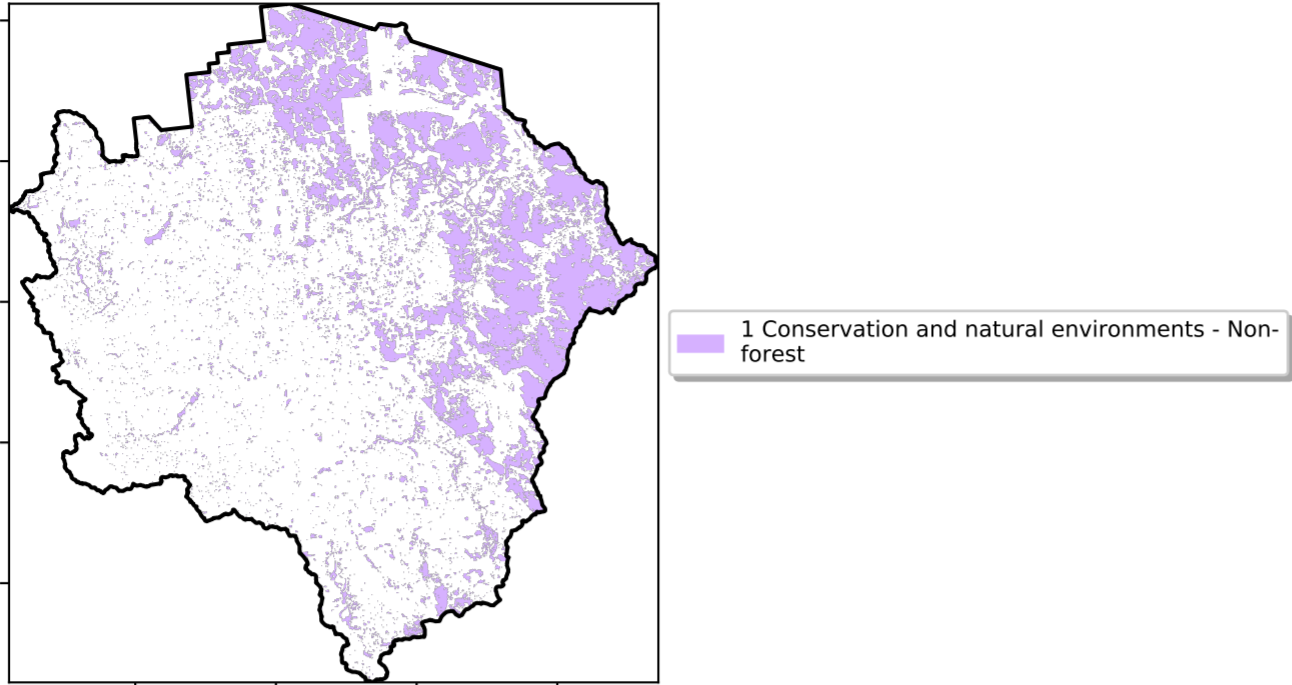 1 Conservation and natural environments - Non-
forest